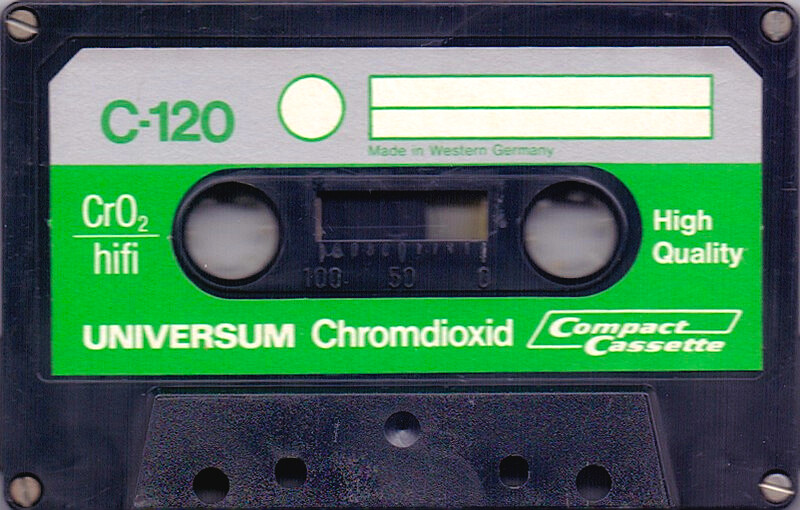 C-120
Made in Western Germany
CrO₂
hifi
High
Quality
100 50 0
UNIVERSUM Chromdioxid
Compact
Cassette